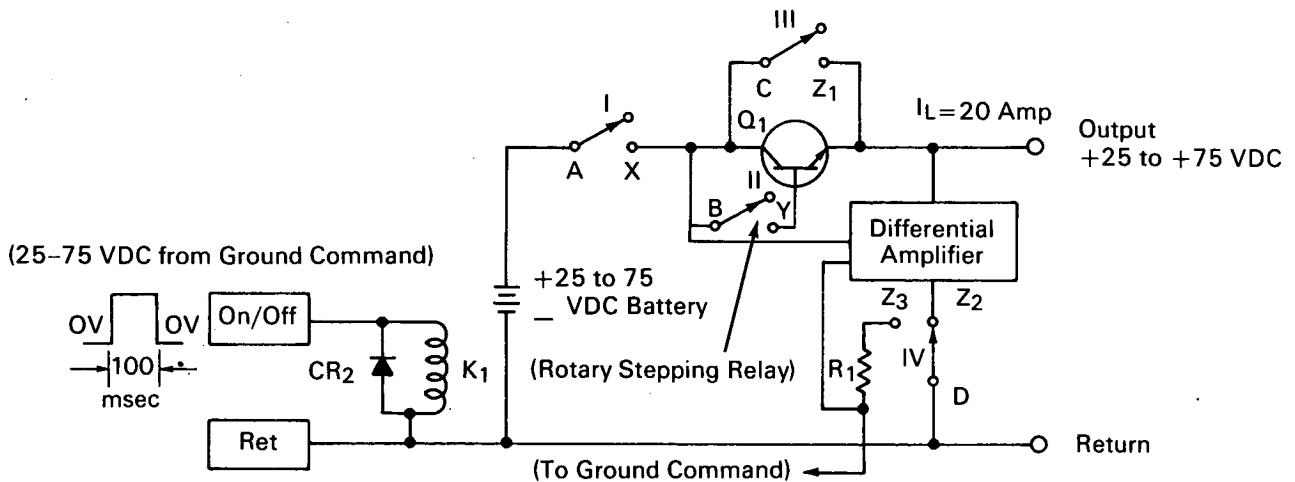 III
C
Z1
I
A
X
Q1
IL=20 Amp
Output
+25 to +75 VDC
II
B
Y
Differential
Amplifier
(25–75 VDC from Ground Command)
OV
OV
100
msec
On/Off
CR2
K1
+25 to 75
– VDC Battery
(Rotary Stepping Relay)
Z3
Z2
R1
IV
D
Ret
(To Ground Command)
Return